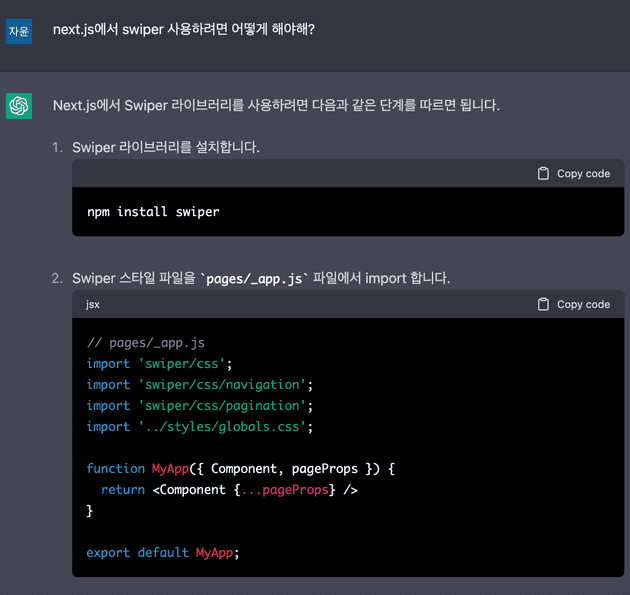 자윤
next.js에서 swiper 사용하려면 어떻게 해야해?
Next.js에서 Swiper 라이브러리를 사용하려면 다음과 같은 단계를 따르면 됩니다.
1. Swiper 라이브러리를 설치합니다.
Copy code
npm install swiper
2. Swiper 스타일 파일을 `pages/_app.js` 파일에서 import 합니다.
jsx Copy code
// pages/_app.js
import 'swiper/css';
import 'swiper/css/navigation';
import 'swiper/css/pagination';
import '../styles/globals.css';
function MyApp({ Component, pageProps }) {
  return <Component {...pageProps} />
}
export default MyApp;